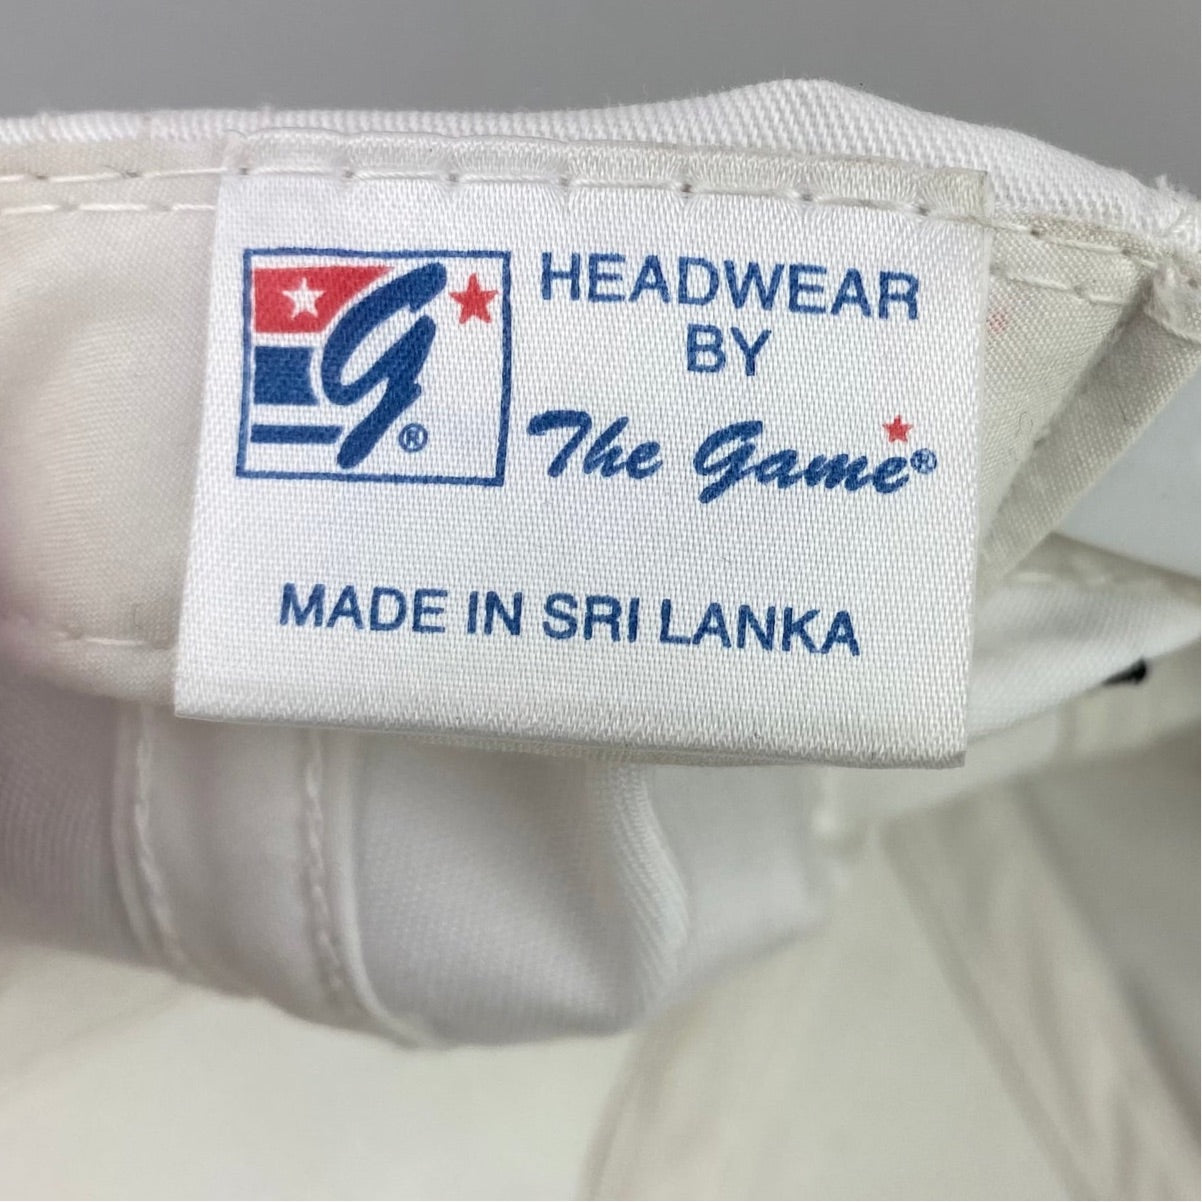 G®
HEADWEAR
BY
The Game®
MADE IN SRI LANKA